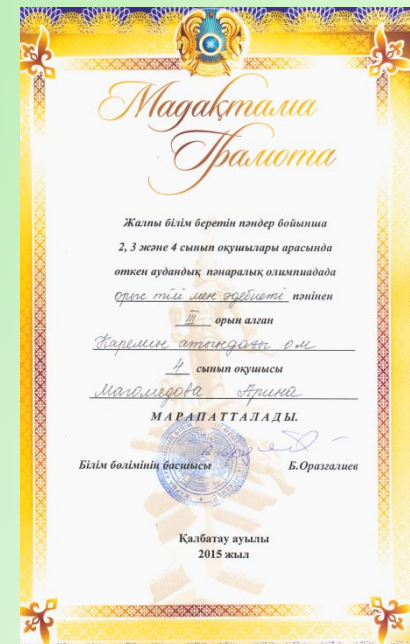 Мадақтама
Грамота
Жалпы білім беретін пәндер бойынша
2, 3 және 4 сынып оқушылары арасында
өткен аудандық пәнаралық олимпиадада
орыс тілі мен әдебиеті пәнінен
III орын алған
атындағы ом
4 сынып оқушысы
Магомедова Арина
МАРАПАТТАЛАДЫ.
Білім бөлімінің басшысы Б.Оразгалиев
Қалбатау ауылы
2015 жыл